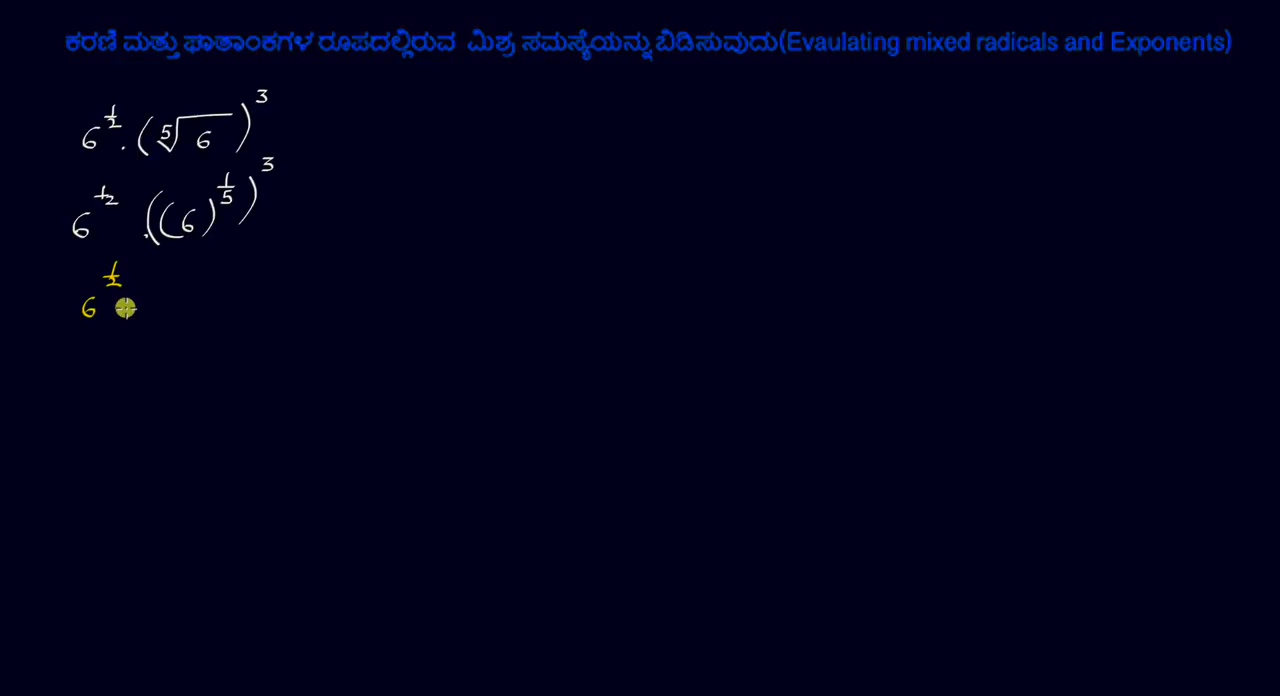 ಕರಣಿ ಮತ್ತು ಘಾತಾಂಕಗಳ ರೂಪದಲ್ಲಿರುವ ಮಿಶ್ರ ಸಮಸ್ಯೆಯನ್ನು ಬಿಡಿಸುವುದು(Evaulating mixed radicals and Exponents)
6^{1/2} . (⁵√6)^3
6^{1/2} . ((6)^{1/5})^3
6^{1/2}